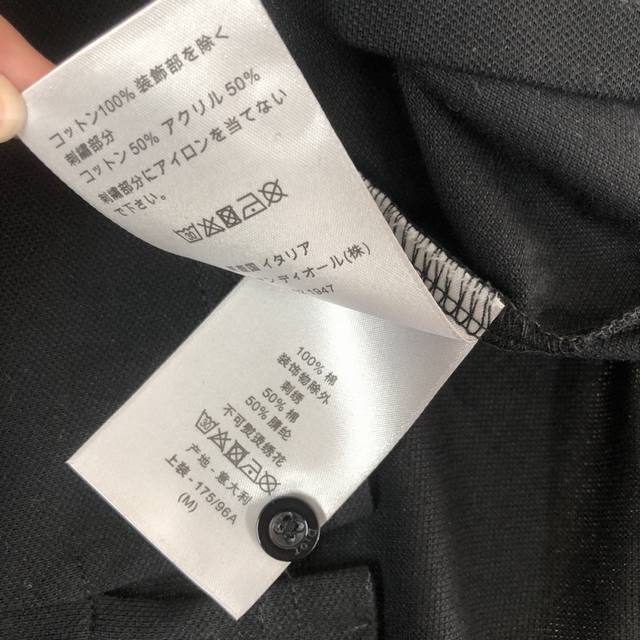 コットン100% 装飾部を除く
刺繍部分
コットン 50% アクリル 50%
刺繍部分にアイロンを当てない
で下さい。
イタリア
ディオール(株)
947
100% 棉
装饰物除外
刺绣
50% 棉
50% 腈纶
不可熨烫绣花
产地 - 意大利
上装 - 175/96A
(M)